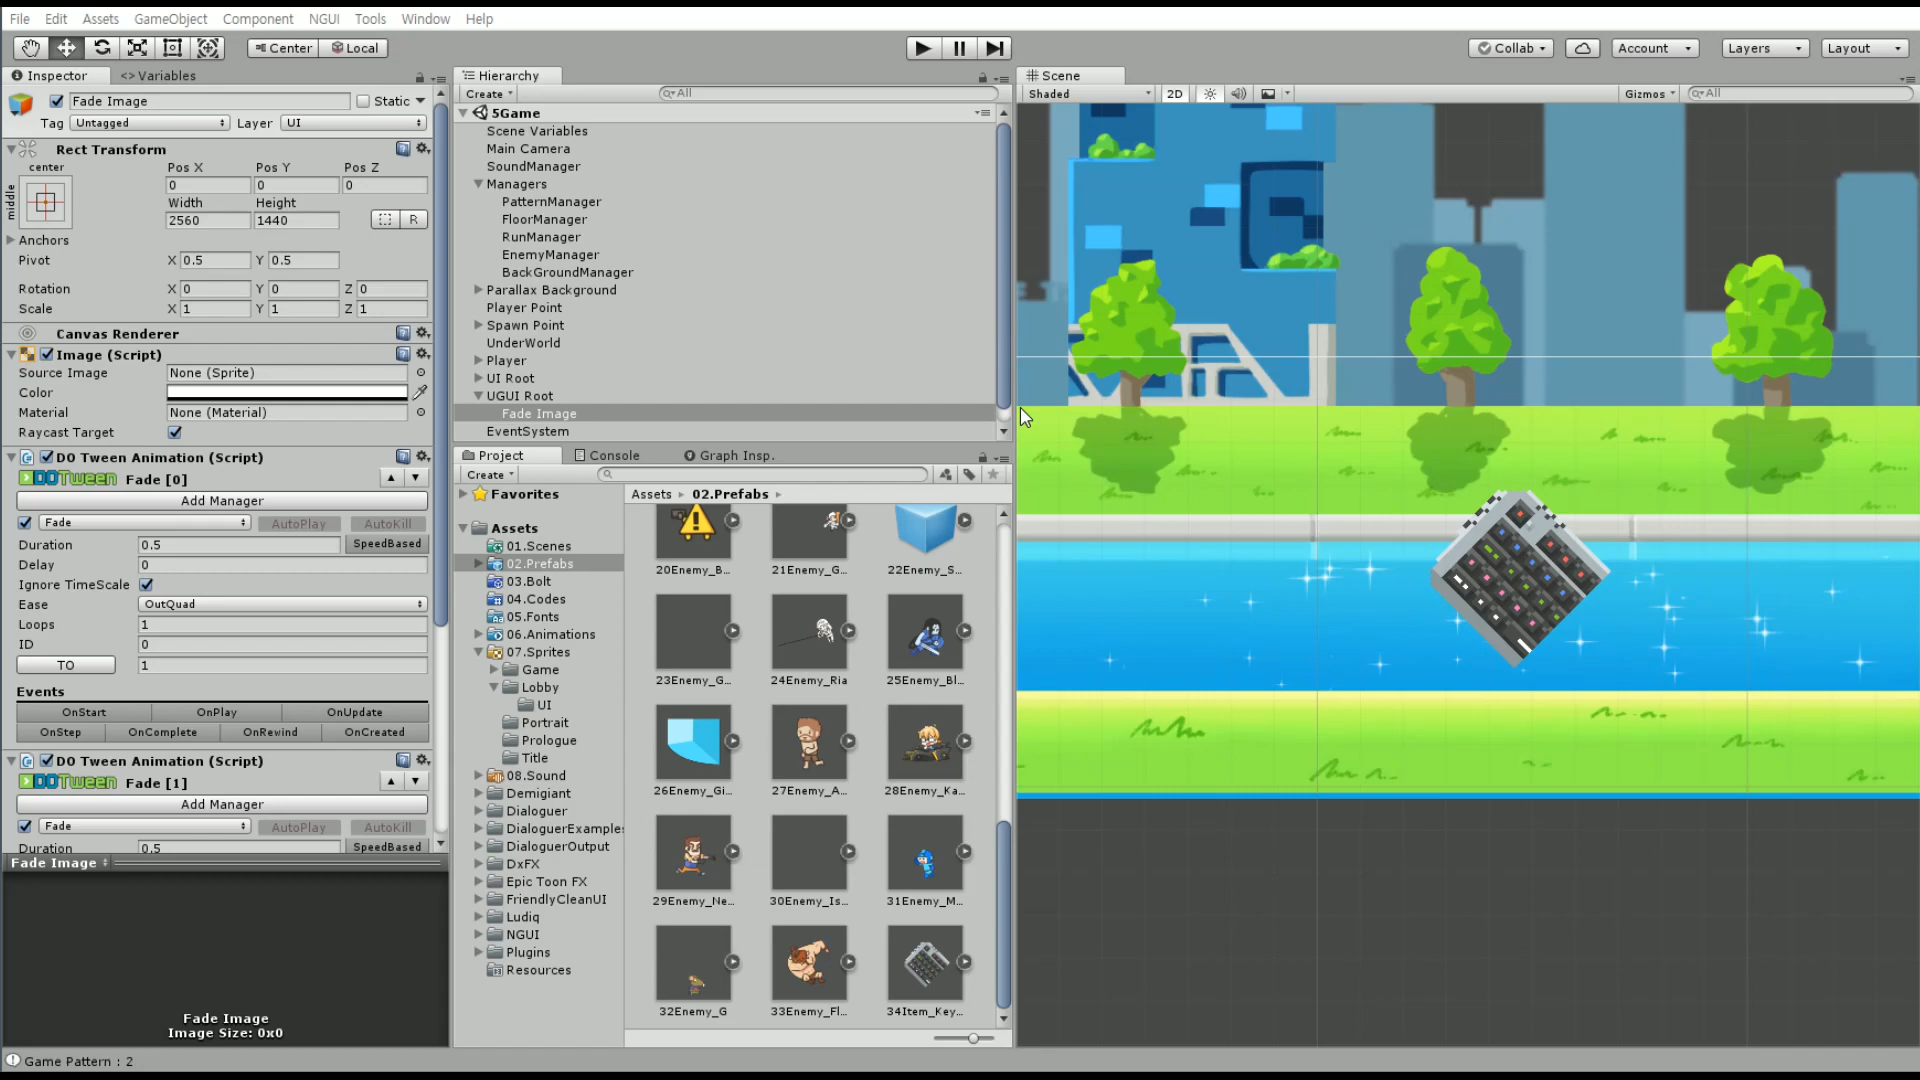 File Edit Assets GameObject Component NGUI Tools Window Help
Center Local Collab Account Layers Layout
Inspector <> Variables
Fade Image Static
Tag Untagged Layer UI
Rect Transform
center Pos X Pos Y Pos Z
middle 0 0 0
Width Height
2560 1440 R
Anchors
Pivot X 0.5 Y 0.5
Rotation X 0 Y 0 Z 0
Scale X 1 Y 1 Z 1
Canvas Renderer
Image (Script)
Source Image None (Sprite)
Color
Material None (Material)
Raycast Target
DO Tween Animation (Script)
DOTween Fade [0]
Add Manager
Fade AutoPlay AutoKill
Duration 0.5 SpeedBased
Delay 0
Ignore TimeScale
Ease OutQuad
Loops 1
ID 0
TO 1
Events
OnStart OnPlay OnUpdate
OnStep OnComplete OnRewind OnCreated
DO Tween Animation (Script)
DOTween Fade [1]
Add Manager
Fade AutoPlay AutoKill
Duration 0.5 SpeedBased
Fade Image
Fade Image
Image Size: 0x0
Game Pattern : 2
Hierarchy
Create All
5Game
Scene Variables
Main Camera
SoundManager
Managers
PatternManager
FloorManager
RunManager
EnemyManager
BackGroundManager
Parallax Background
Player Point
Spawn Point
UnderWorld
Player
UI Root
UGUI Root
Fade Image
EventSystem
Project Console Graph Insp.
Create
Favorites
Assets
01.Scenes
02.Prefabs
03.Bolt
04.Codes
05.Fonts
06.Animations
07.Sprites
Game
Lobby
UI
Portrait
Prologue
Title
08.Sound
Demigiant
Dialoguer
DialoguerExample
DialoguerOutput
DxFX
Epic Toon FX
FriendlyCleanUI
Ludiq
NGUI
Plugins
Resources
Assets 02.Prefabs
20Enemy_B... 21Enemy_G... 22Enemy_S...
23Enemy_G... 24Enemy_Ria 25Enemy_Bl...
26Enemy_Gi... 27Enemy_A... 28Enemy_Ka...
29Enemy_Ne... 30Enemy_Is... 31Enemy_M...
32Enemy_G 33Enemy_Fl... 34Item_Key...
Scene
Shaded 2D Gizmos All